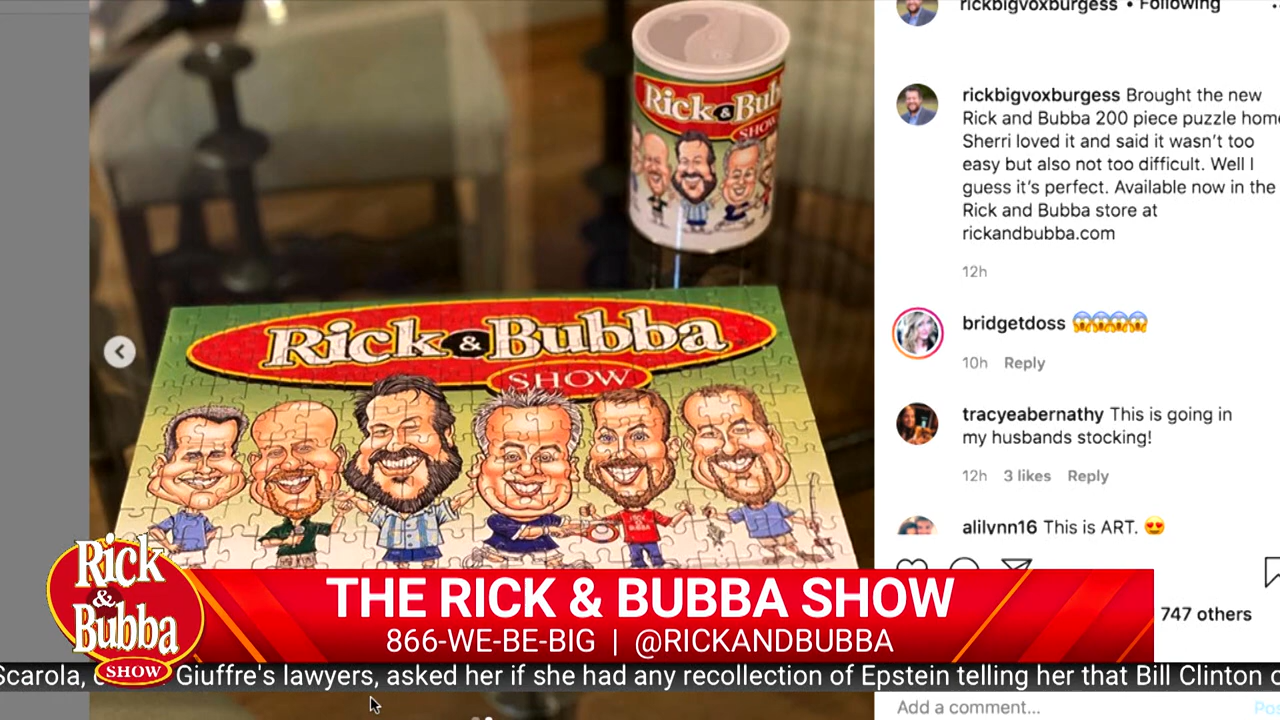 rickbigvoxburgess • Following
rickbigvoxburgess Brought the new
Rick and Bubba 200 piece puzzle home
Sherri loved it and said it wasn't too
easy but also not too difficult. Well I
guess it's perfect. Available now in the
Rick and Bubba store at
rickandbubba.com
12h
bridgetdoss 😱😱😱😱
10h Reply
tracyeabernathy This is going in
my husbands stocking!
12h 3 likes Reply
alilynn16 This is ART. 😍
747 others
Add a comment...
Pos
Rick & Bub
SHOW
Rick & Bubba
SHOW
RICK
& BUBBA
Rick
&
Bubba
SHOW
THE RICK & BUBBA SHOW
866-WE-BE-BIG | @RICKANDBUBBA
Scarola, Giuffre's lawyers, asked her if she had any recollection of Epstein telling her that Bill Clinton